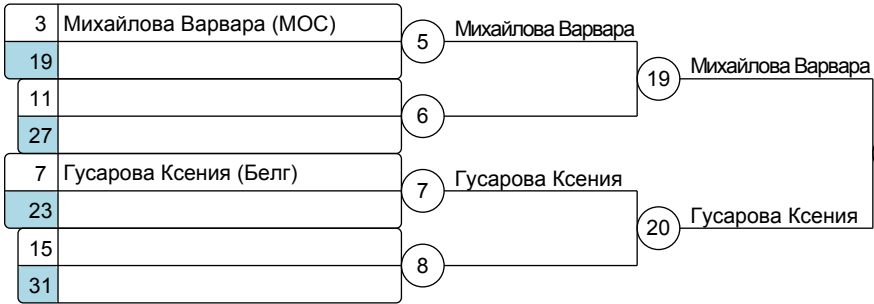 3 Михайлова Варвара (МОС)
19
5 Михайлова Варвара
11
27
6
19 Михайлова Варвара
7 Гусарова Ксения (Белг)
23
7 Гусарова Ксения
15
31
8
20 Гусарова Ксения